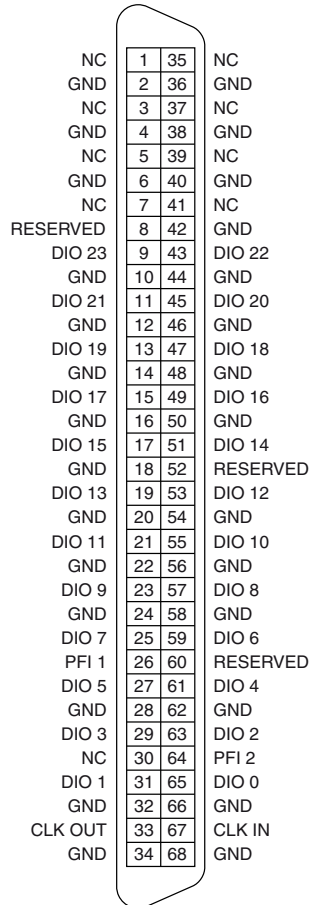 NC 1 35 NC
GND 2 36 GND
NC 3 37 NC
GND 4 38 GND
NC 5 39 NC
GND 6 40 GND
NC 7 41 NC
RESERVED 8 42 GND
DIO 23 9 43 DIO 22
GND 10 44 GND
DIO 21 11 45 DIO 20
GND 12 46 GND
DIO 19 13 47 DIO 18
GND 14 48 GND
DIO 17 15 49 DIO 16
GND 16 50 GND
DIO 15 17 51 DIO 14
GND 18 52 RESERVED
DIO 13 19 53 DIO 12
GND 20 54 GND
DIO 11 21 55 DIO 10
GND 22 56 GND
DIO 9 23 57 DIO 8
GND 24 58 GND
DIO 7 25 59 DIO 6
PFI 1 26 60 RESERVED
DIO 5 27 61 DIO 4
GND 28 62 GND
DIO 3 29 63 DIO 2
NC 30 64 PFI 2
DIO 1 31 65 DIO 0
GND 32 66 GND
CLK OUT 33 67 CLK IN
GND 34 68 GND